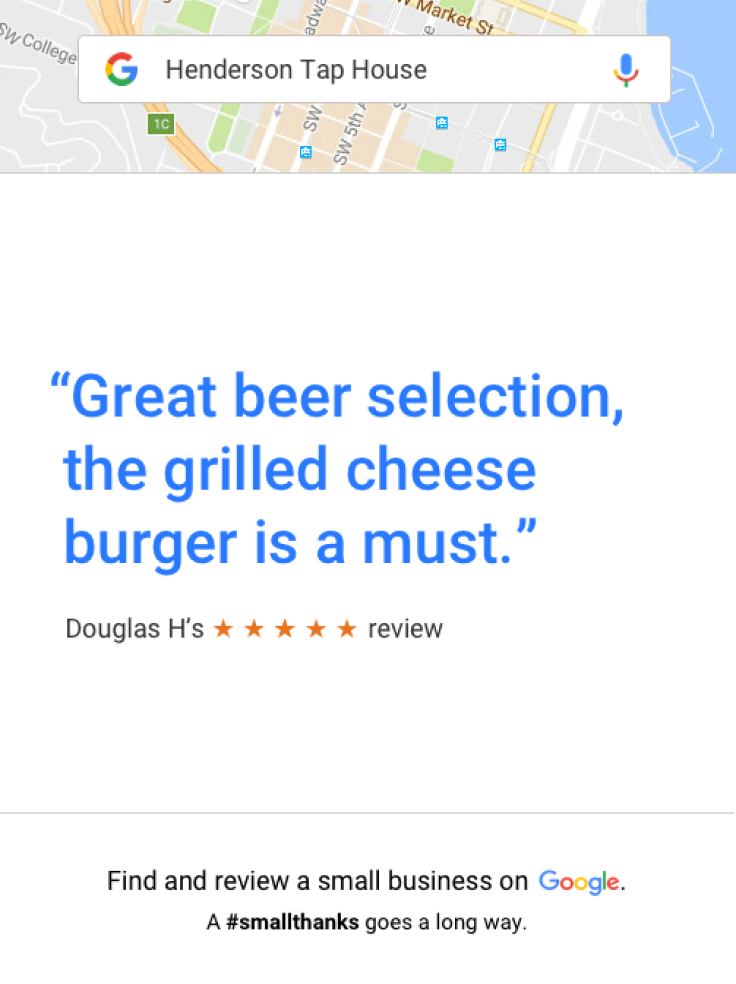 SW Market St
SW College
Henderson Tap House
1C
SW
SW 5th A
“Great beer selection,
the grilled cheese
burger is a must.”
Douglas H’s ★ ★ ★ ★ ★ review
Find and review a small business on Google.
A #smallthanks goes a long way.